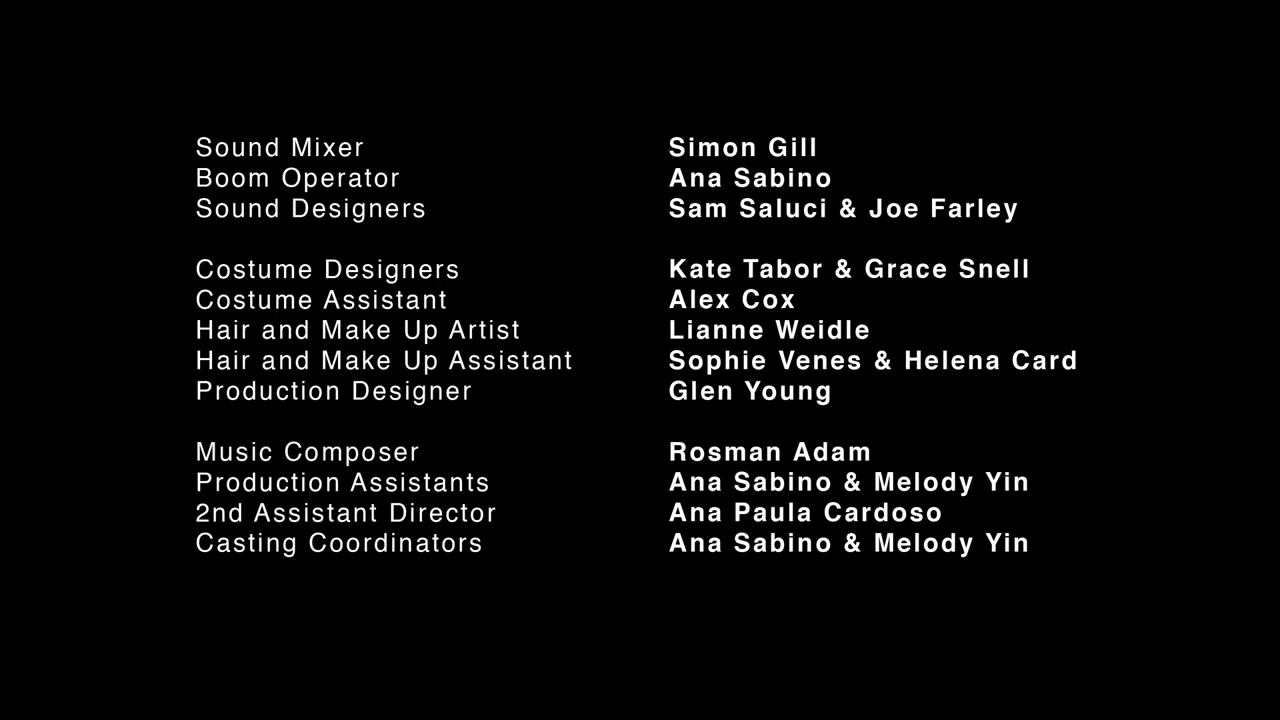 Sound Mixer Simon Gill
Boom Operator Ana Sabino
Sound Designers Sam Saluci & Joe Farley
Costume Designers Kate Tabor & Grace Snell
Costume Assistant Alex Cox
Hair and Make Up Artist Lianne Weidle
Hair and Make Up Assistant Sophie Venes & Helena Card
Production Designer Glen Young
Music Composer Rosman Adam
Production Assistants Ana Sabino & Melody Yin
2nd Assistant Director Ana Paula Cardoso
Casting Coordinators Ana Sabino & Melody Yin